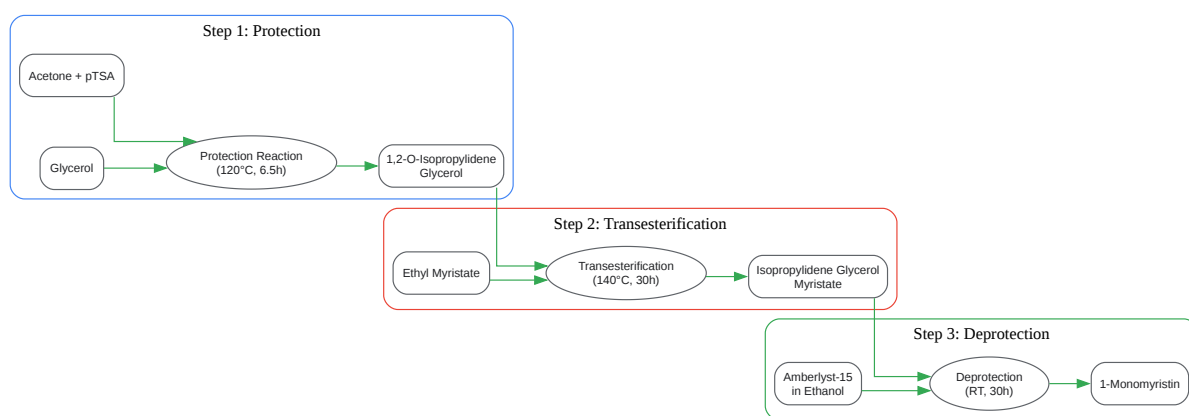 Step 1: Protection
Acetone + pTSA
Glycerol
Protection Reaction
(120°C, 6.5h)
1,2-O-Isopropylidene
Glycerol
Step 2: Transesterification
Ethyl Myristate
Transesterification
(140°C, 30h)
Isopropylidene Glycerol
Myristate
Step 3: Deprotection
Amberlyst-15
in Ethanol
Deprotection
(RT, 30h)
1-Monomyristin